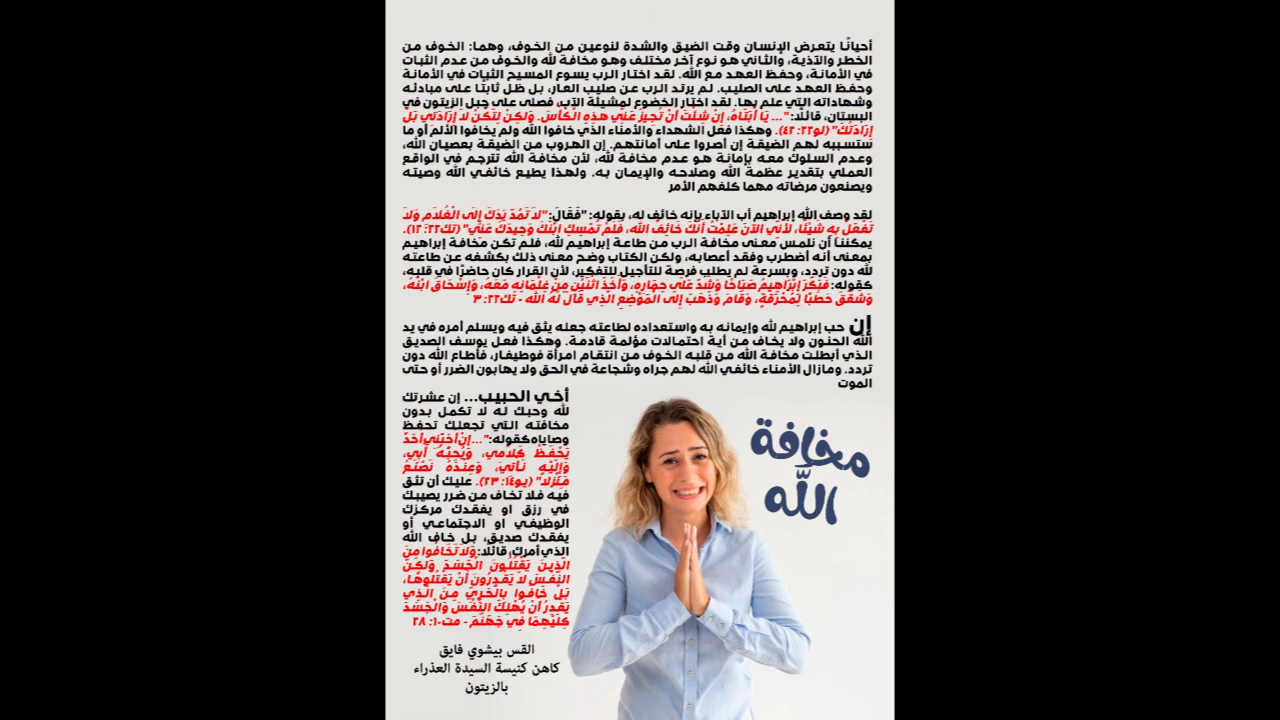 أحيانًا يتعرض الإنسان وقت الضيق والشدة لنوعين من الخوف، وهما: الخوف من
الخطر والآذية، والثاني هو نوع آخر مختلف وهو مخافة لله والخوف من عدم الثبات
في الأمانة، وحفظ العهد مع الله. لقد اختار الرب يسوع المسيح الثبات في الأمانة
وحفظ العهد على الصليب. لم يرتد الرب عن صليب العار، بل ظل ثابتًا على مبادئه
وشهاداته التي علم بها. لقد اختار الخضوع لمشيئة الآب، فصلى على جبل الزيتون في
البستان، قائلًا: "... يَا أَبَتَاهُ، إِنْ شِئْتَ أَنْ تُجِيزَ عَنِّي هذِهِ الْكَأْسَ. وَلكِنْ لِتَكُنْ لاَ إِرَادَتِي بَلْ
إِرَادَتُكَ" (لو٢٢: ٤٢). وهكذا فعل الشهداء والأمناء الذي خافوا الله ولم يخافوا الألم أو ما
ستسببه لهم الضيقة إن أصروا على أمانتهم. إن الهروب من الضيقة بعصيان الله،
وعدم السلوك معه بإمانة هو عدم مخافة لله، لأن مخافة الله تترجم في الواقع
العملي بتقدير عظمة الله وصلاحه والإيمان به. ولهذا يطيع خائفي الله وصيته
ويصنعون مرضاته مهما كلفهم الأمر
لقد وصف الله إبراهيم أب الآباء بإنه خائف له، بقوله: "فَقَالَ: "لاَ تَمُدَّ يَدَكَ إِلَى الْغُلاَمِ وَلاَ
تَفْعَلْ بِهِ شَيْئًا، لأَنِّي الآنَ عَلِمْتُ أَنَّكَ خَائِفٌ اللهَ، فَلَمْ تُمْسِكِ ابْنَكَ وَحِيدَكَ عَنِّي" (تك٢٢: ١٢).
يمكننا أن نلمس معنى مخافة الرب من طاعة إبراهيم لله، فلم تكن مخافة إبراهيم
بمعنى أنه أضطرب وفقد أعصابه، ولكن الكتاب وضح معنى ذلك بكشفه عن طاعته
لله دون تردد، وبسرعة لم يطلب فرصة للتأجيل للتفكير، لأن القرار كان حاضرًا في قلبه،
كقوله: فَبَكَّرَ إِبْرَاهِيمُ صَبَاحًا وَشَدَّ عَلَى حِمَارِهِ، وَأَخَذَ اثْنَيْنِ مِنْ غِلْمَانِهِ مَعَهُ، وَإِسْحَاقَ ابْنَهُ،
وَشَقَّقَ حَطَبًا لِمُحْرَقَةٍ، وَقَامَ وَذَهَبَ إِلَى الْمَوْضِعِ الَّذِي قَالَ لَهُ اللهُ - تك٢٢: ٣
إن حب إبراهيم لله وإيمانه به واستعداده لطاعته جعله يثق فيه ويسلم أمره في يد
الله الحنون ولا يخاف من أية احتمالات مؤلمة قادمة. وهكذا فعل يوسف الصديق
الذي أبطلت مخافة الله من قلبه الخوف من انتقام امرأة فوطيفار، فأطاع الله دون
تردد. ومازال الأمناء خائفي الله لهم جراه وشجاعة في الحق ولا يهابون الضرر أو حتى
الموت
أخي الحبيب... إن عشرتك
لله وحبك له لا تكمل بدون
مخافته التي تجعلك تحفظ
وصاياه كقوله: "... إِنْ أَحَبَّنِي أَحَدٌ
يَحْفَظْ كَلاَمِي، وَيُحِبُّهُ أَبِي،
وَإِلَيْهِ نَأْتِي، وَعِنْدَهُ نَصْنَعُ
مَنْزِلاً" (يو١٤: ٢٣). عليك أن تثق
فيه فلا تخاف من ضرر يصيبك
في رزق او يفقدك مركزك
الوظيفي او الاجتماعي أو
يفقدك صديق، بل خاف الله
الذي أمرك قائلًا: وَلاَ تَخَافُوا مِنَ
الَّذِينَ يَقْتُلُونَ الْجَسَدَ وَلكِنَّ
النَّفْسَ لاَ يَقْدِرُونَ أَنْ يَقْتُلُوهَا،
بَلْ خَافُوا بِالْحَرِيِّ مِنَ الَّذِي
يَقْدِرُ أَنْ يُهْلِكَ النَّفْسَ وَالْجَسَدَ
كِلَيْهِمَا فِي جَهَنَّمَ - مت١٠: ٢٨
مخافة
الله
القس بيشوي فايق
كاهن كنيسة السيدة العذراء
بالزيتون